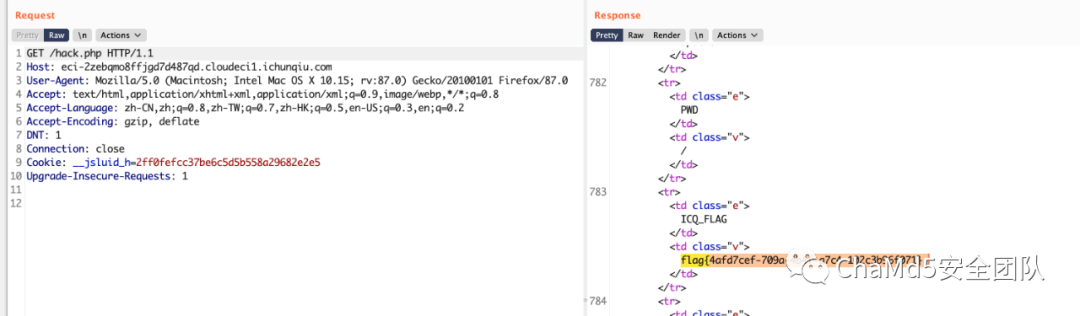 Request
Pretty Raw \n Actions
1 GET /hack.php HTTP/1.1
2 Host: eci-2zebqmo8ffjgd7d487qd.cloudeci1.ichunqiu.com
3 User-Agent: Mozilla/5.0 (Macintosh; Intel Mac OS X 10.15; rv:87.0) Gecko/20100101 Firefox/87.0
4 Accept: text/html,application/xhtml+xml,application/xml;q=0.9,image/webp,*/*;q=0.8
5 Accept-Language: zh-CN,zh;q=0.8,zh-TW;q=0.7,zh-HK;q=0.5,en-US;q=0.3,en;q=0.2
6 Accept-Encoding: gzip, deflate
7 DNT: 1
8 Connection: close
9 Cookie: __jsluid_h=2ff0fefcc37be6c5d5b558a29682e2e5
10 Upgrade-Insecure-Requests: 1
11
12
Response
Pretty Raw Render \n Actions
</td>
</tr>
782 <tr>
<td class="e">
PWD
</td>
<td class="v">
/
</td>
</tr>
783 <tr>
<td class="e">
ICQ_FLAG
</td>
<td class="v">
flag{4afd7cef-709a-
</td>
</tr>
784 <tr>
<td class="e">
ChaMd5安全团队